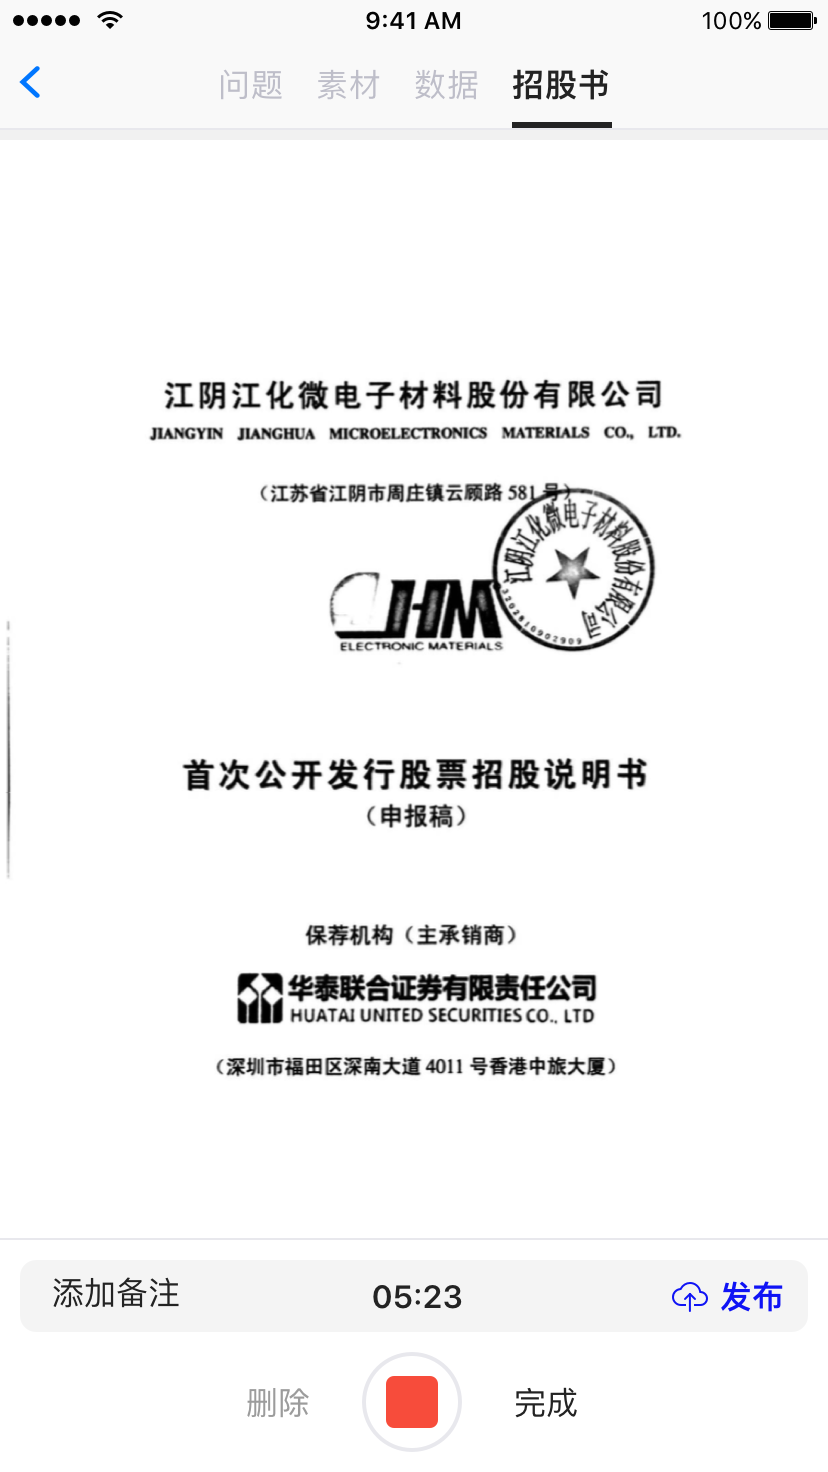 9:41 AM 100%
问题 素材 数据 招股书
江阴江化微电子材料股份有限公司
JIANGYIN JIANGHUA MICROELECTRONICS MATERIALS CO., LTD.
（江苏省江阴市周庄镇云顾路 581 号）
江阴江化微电子材料股份有限公司
3202810902909
JHM
ELECTRONIC MATERIALS
首次公开发行股票招股说明书
（申报稿）
保荐机构（主承销商）
华泰联合证券有限责任公司
HUATAI UNITED SECURITIES CO., LTD
（深圳市福田区深南大道 4011 号香港中旅大厦）
添加备注 05:23 发布
删除 完成